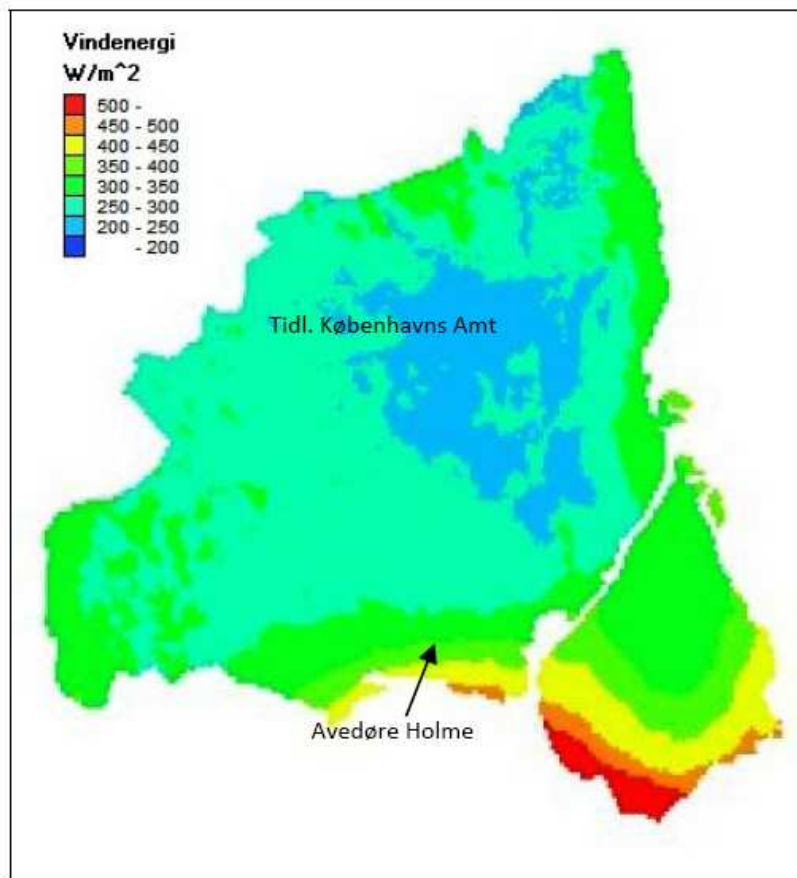 Vindenergi
W/m^2
500 -
450 - 500
400 - 450
350 - 400
300 - 350
250 - 300
200 - 250
- 200
Tidl. Københavns Amt
Avedøre Holme